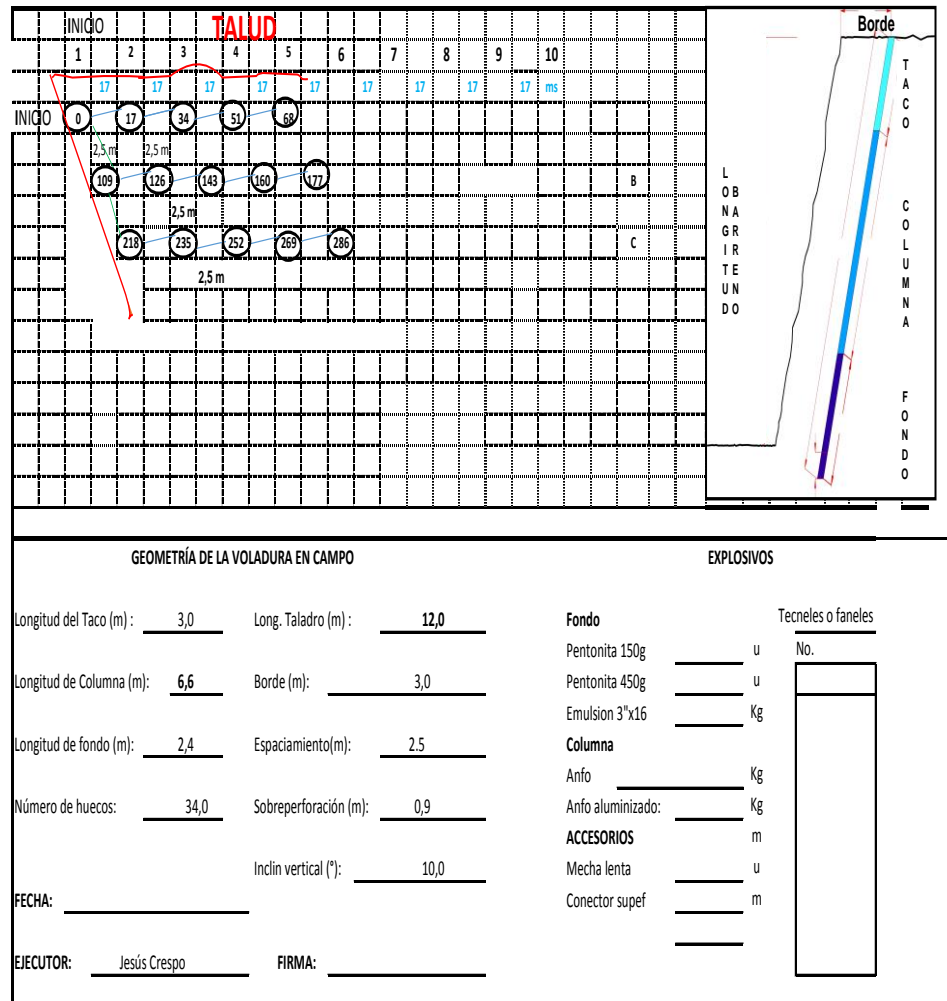 INICIO TALUD
1 2 3 4 5 6 7 8 9 10
17 17 17 17 17 17 17 17 17 ms
INICIO 0 17 34 51 68
2,5 m 2,5 m
109 126 143 160 177 B
2,5 m
218 235 252 269 286 C
2,5 m
Borde
TACO
COLUMNA
FONDO
LONGRITUUDO
BARRENO
GEOMETRÍA DE LA VOLADURA EN CAMPO
Longitud del Taco (m) : 3,0 Long. Taladro (m) : 12,0
Longitud de Columna (m): 6,6 Borde (m): 3,0
Longitud de fondo (m): 2,4 Espaciamiento(m): 2.5
Número de huecos: 34,0 Sobreperforación (m): 0,9
Inclin vertical (°): 10,0
FECHA:
EJECUTOR: Jesús Crespo FIRMA:
EXPLOSIVOS
Fondo
Pentonita 150g u
Pentonita 450g u
Emulsion 3"x16 Kg
Columna
Anfo Kg
Anfo aluminizado: Kg
ACCESORIOS m
Mecha lenta u
Conector supef m
Tecneles o faneles
No.